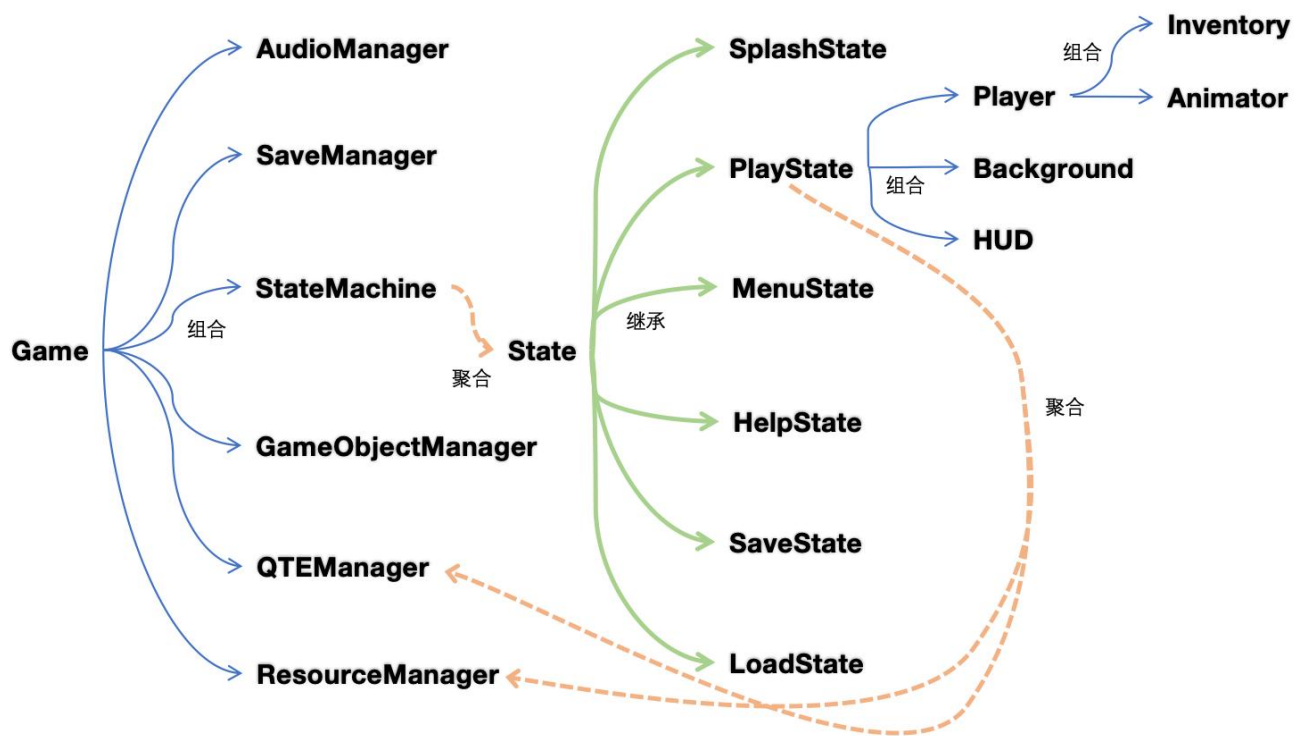 Game
组合
AudioManager
SaveManager
StateMachine
GameObjectManager
QTEManager
ResourceManager
聚合
State
继承
SplashState
PlayState
MenuState
HelpState
SaveState
LoadState
组合
Player
Background
HUD
组合
Inventory
Animator
聚合